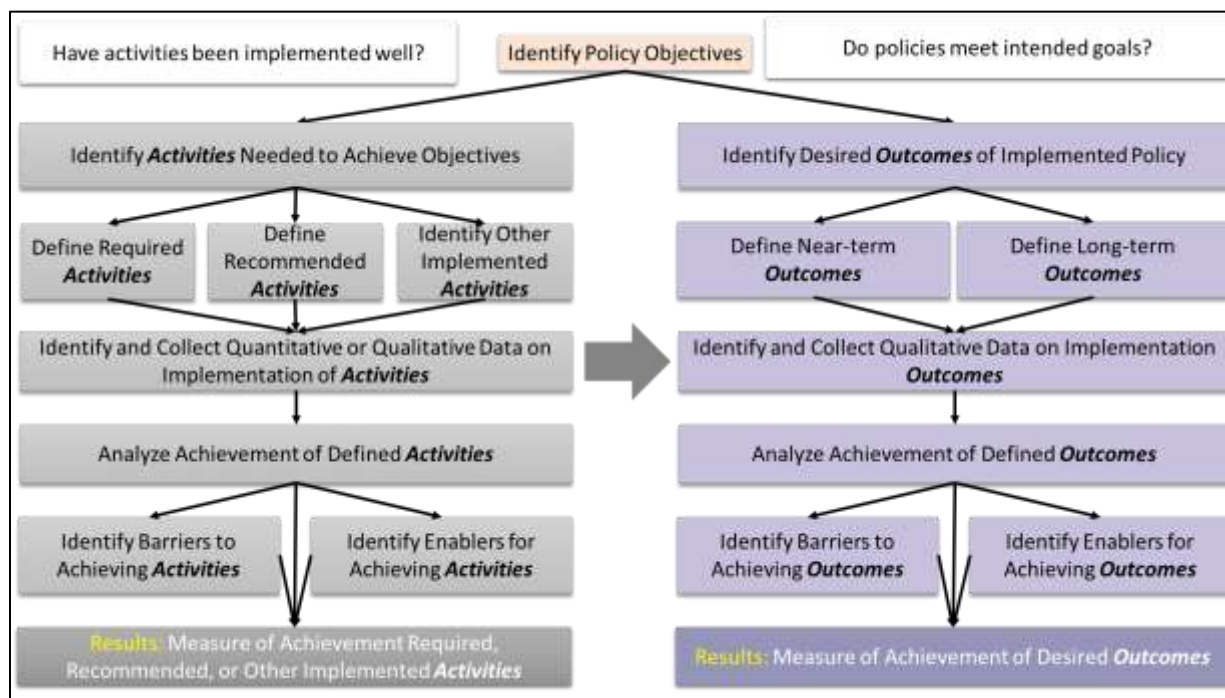 Have activities been implemented well?
Identify Policy Objectives
Do policies meet intended goals?
Identify Activities Needed to Achieve Objectives
Identify Desired Outcomes of Implemented Policy
Define Required
Activities
Define
Recommended
Activities
Identify Other
Implemented
Activities
Define Near-term
Outcomes
Define Long-term
Outcomes
Identify and Collect Quantitative or Qualitative Data on
Implementation of Activities
Identify and Collect Qualitative Data on Implementation
Outcomes
Analyze Achievement of Defined Activities
Analyze Achievement of Defined Outcomes
Identify Barriers to
Achieving Activities
Identify Enablers for
Achieving Activities
Identify Barriers to
Achieving Outcomes
Identify Enablers for
Achieving Outcomes
Results: Measure of Achievement Required,
Recommended, or Other Implemented Activities
Results: Measure of Achievement of Desired Outcomes